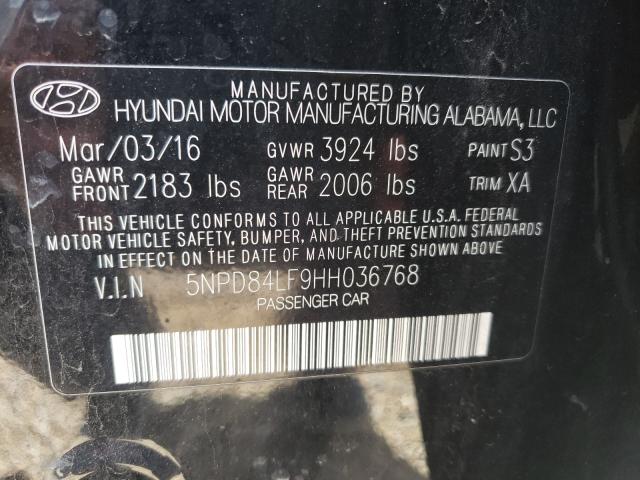 MANUFACTURED BY
HYUNDAI MOTOR MANUFACTURING ALABAMA, LLC
Mar/03/16 GVWR 3924 lbs PAINT S3
GAWR FRONT 2183 lbs GAWR REAR 2006 lbs TRIM XA
THIS VEHICLE CONFORMS TO ALL APPLICABLE U.S.A. FEDERAL
MOTOR VEHICLE SAFETY, BUMPER, AND THEFT PREVENTION STANDARDS
IN EFFECT ON THE DATE OF MANUFACTURE SHOWN ABOVE.
V.I.N 5NPD84LF9HH036768
PASSENGER CAR